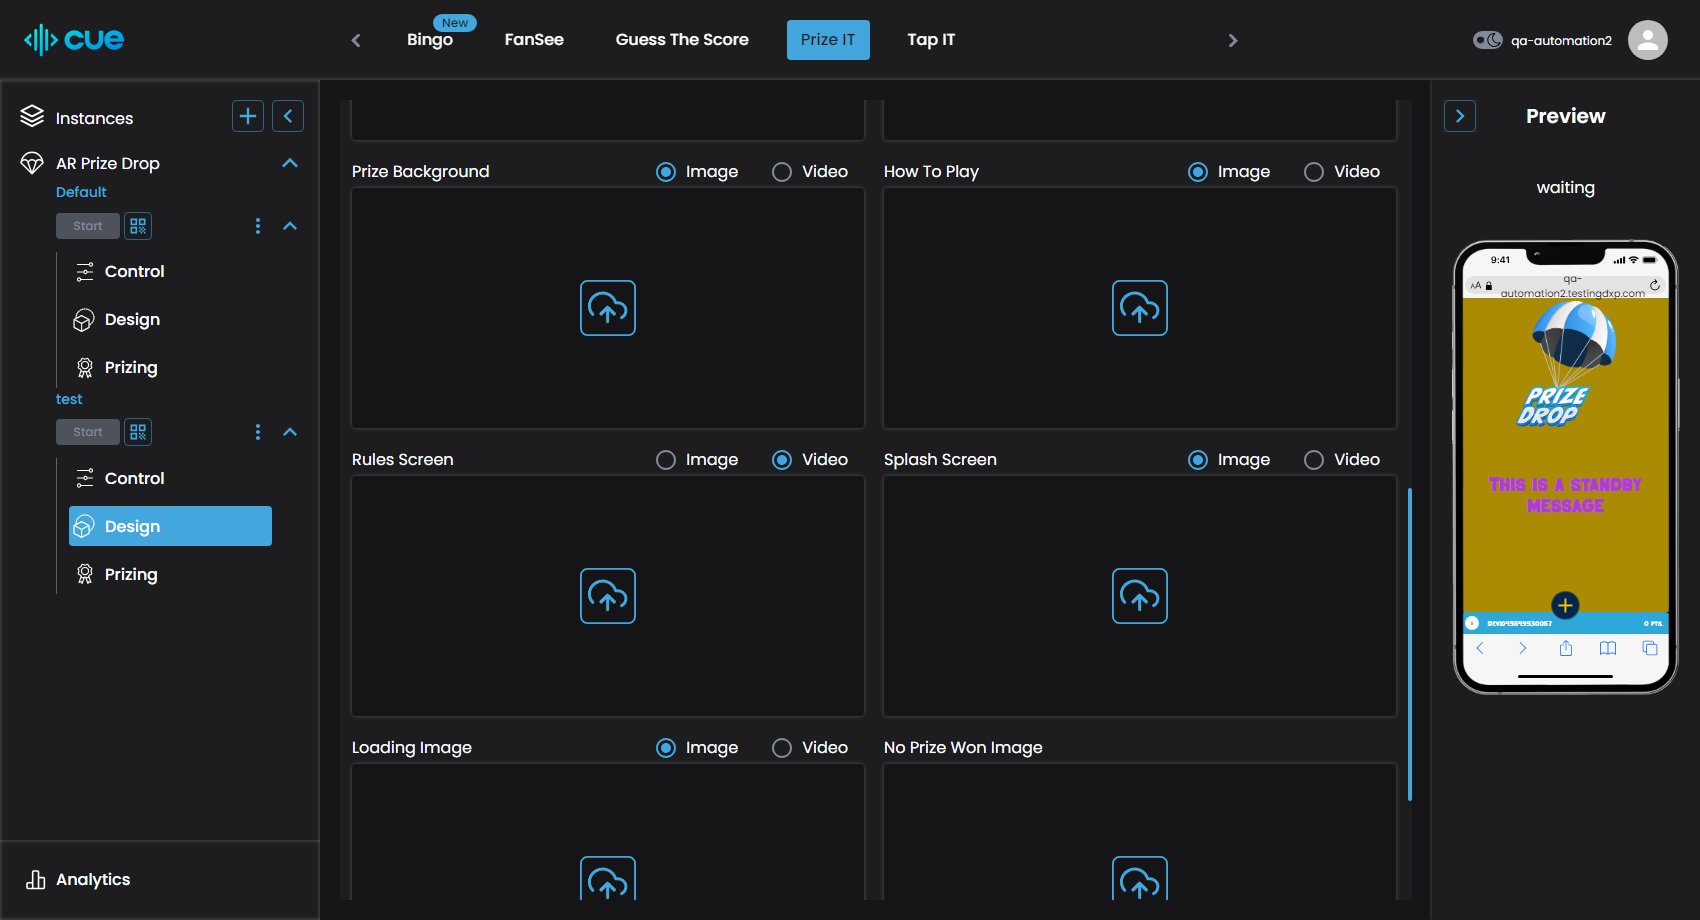 cue
New
Bingo
FanSee
Guess The Score
Prize IT
Tap IT
qa-automation2
Instances
AR Prize Drop
Default
Start
Control
Design
Prizing
test
Start
Control
Design
Prizing
Analytics
Prize Background
Image
Video
How To Play
Image
Video
Rules Screen
Image
Video
Splash Screen
Image
Video
Loading Image
Image
Video
No Prize Won Image
Preview
waiting
9:41
AA
qa-
automation2.testingdxp.com
PRIZE
DROP
THIS IS A STANDBY
MESSAGE
0 PTS.